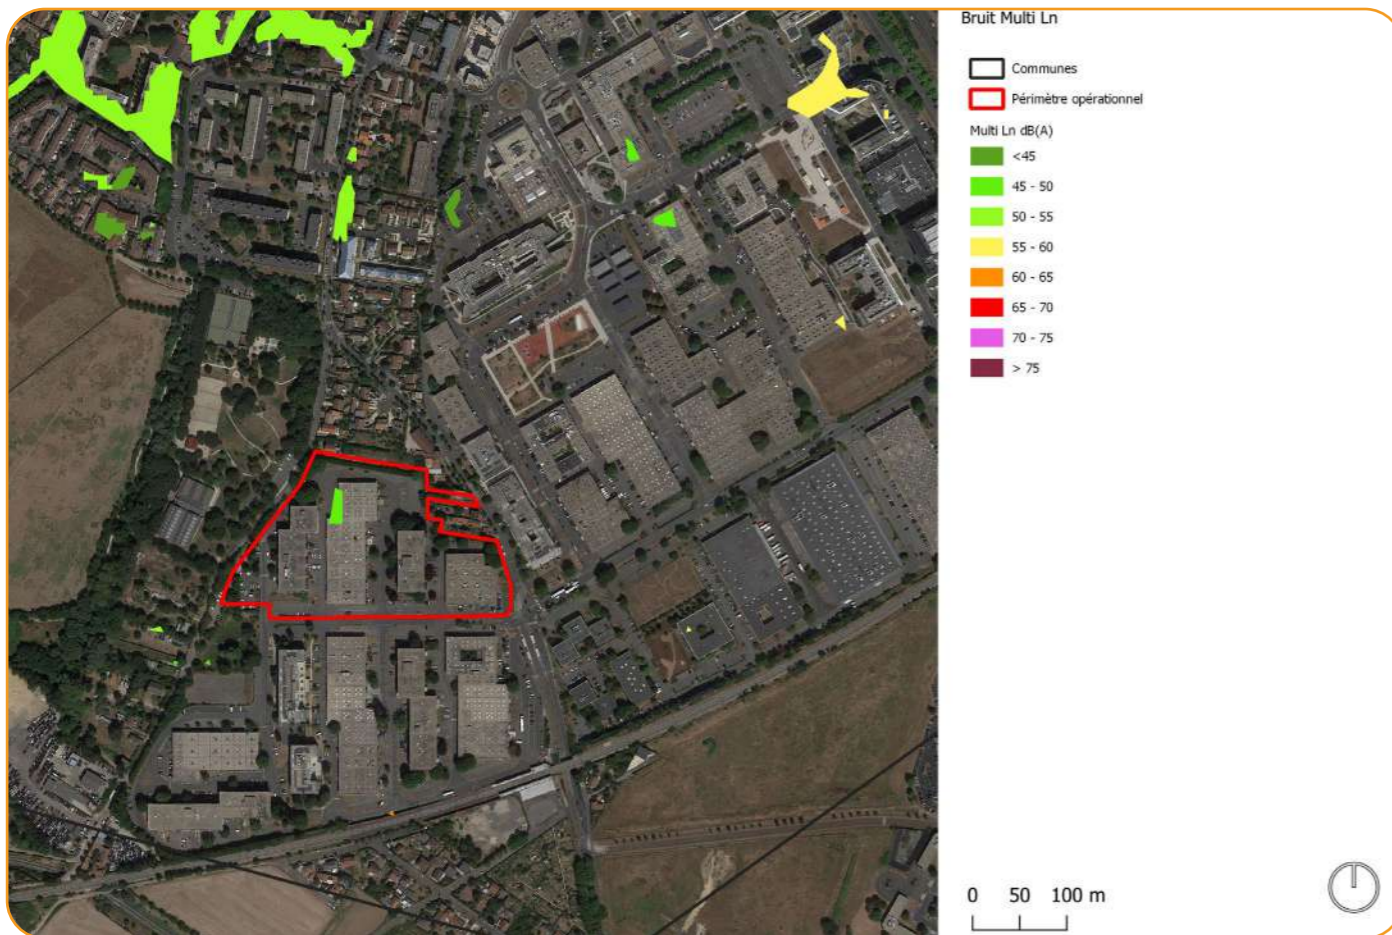 Bruit Multi Ln
Communes
Périmètre opérationnel
Multi Ln dB(A)
<45
45 - 50
50 - 55
55 - 60
60 - 65
65 - 70
70 - 75
> 75
0 50 100 m